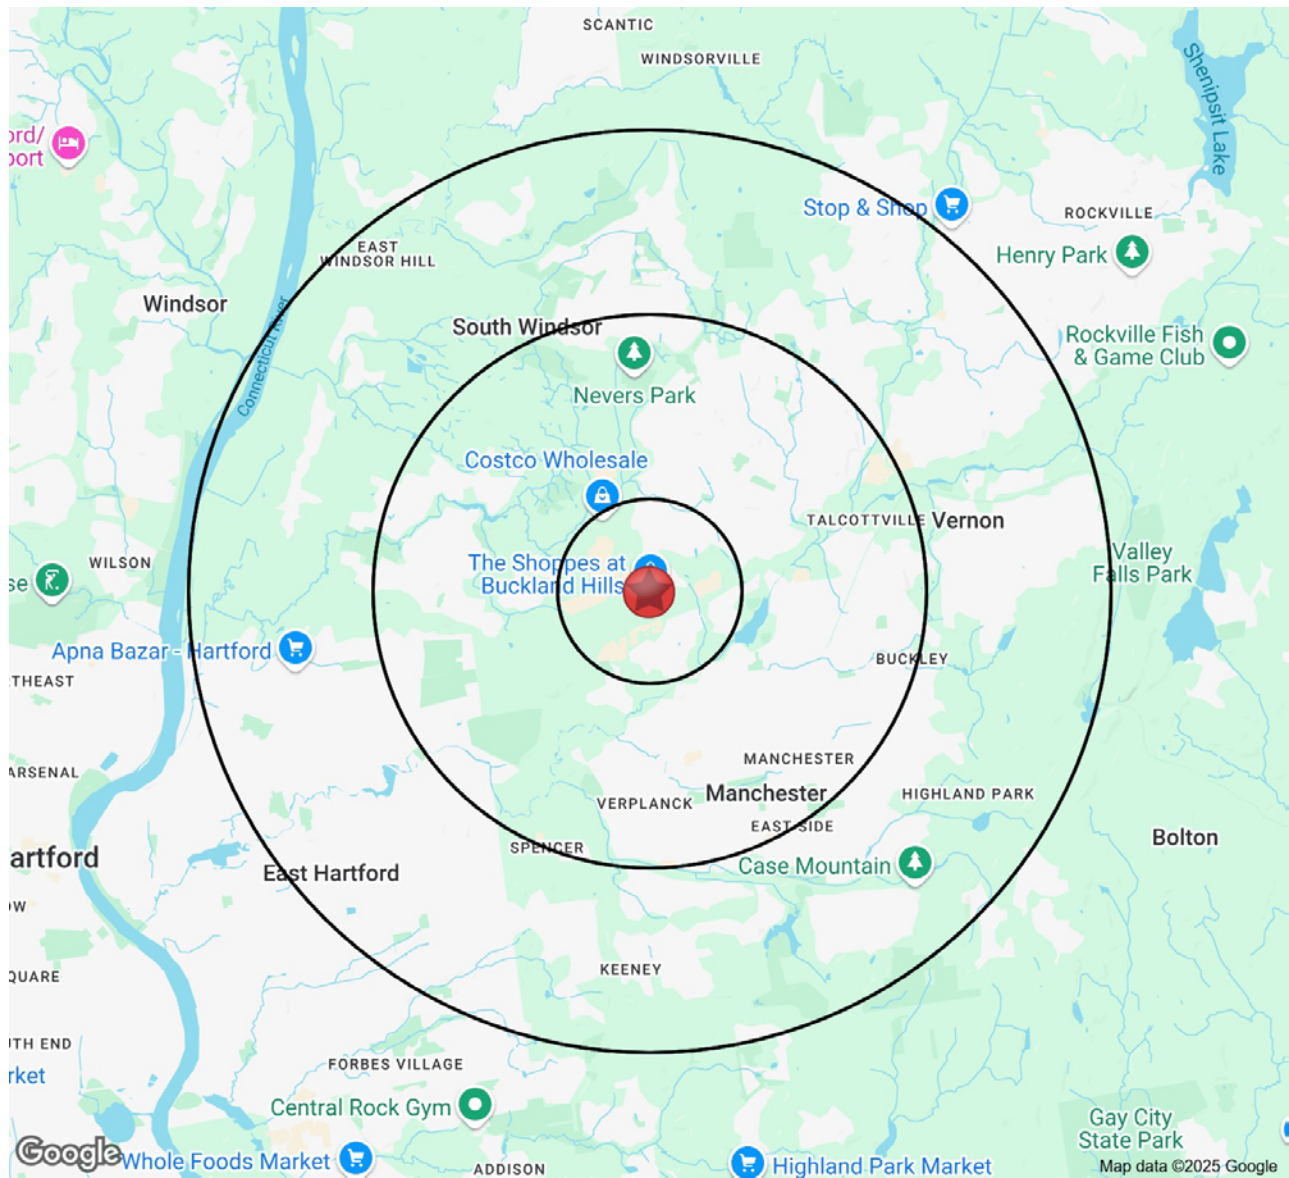 SCANTIC
WINDSORVILLE
Shenipsit Lake
ord/
port
Stop & Shop
ROCKVILLE
Henry Park
EAST
WINDSOR HILL
Windsor
South Windsor
Connecticut River
Rockville Fish
& Game Club
Nevers Park
Costco Wholesale
TALCOTTVILLE
Vernon
WILSON
The Shoppes at
Buckland Hills
Valley
Falls Park
se
Apna Bazar - Hartford
BUCKLEY
THEAST
ARSENAL
MANCHESTER
Manchester
VERPLANCK
HIGHLAND PARK
EAST SIDE
Bolton
SPENCER
artford
East Hartford
Case Mountain
OW
QUARE
KEENEY
UTH END
rket
FORBES VILLAGE
Central Rock Gym
Gay City
State Park
Google
Whole Foods Market
ADDISON
Highland Park Market
Map data ©2025 Google